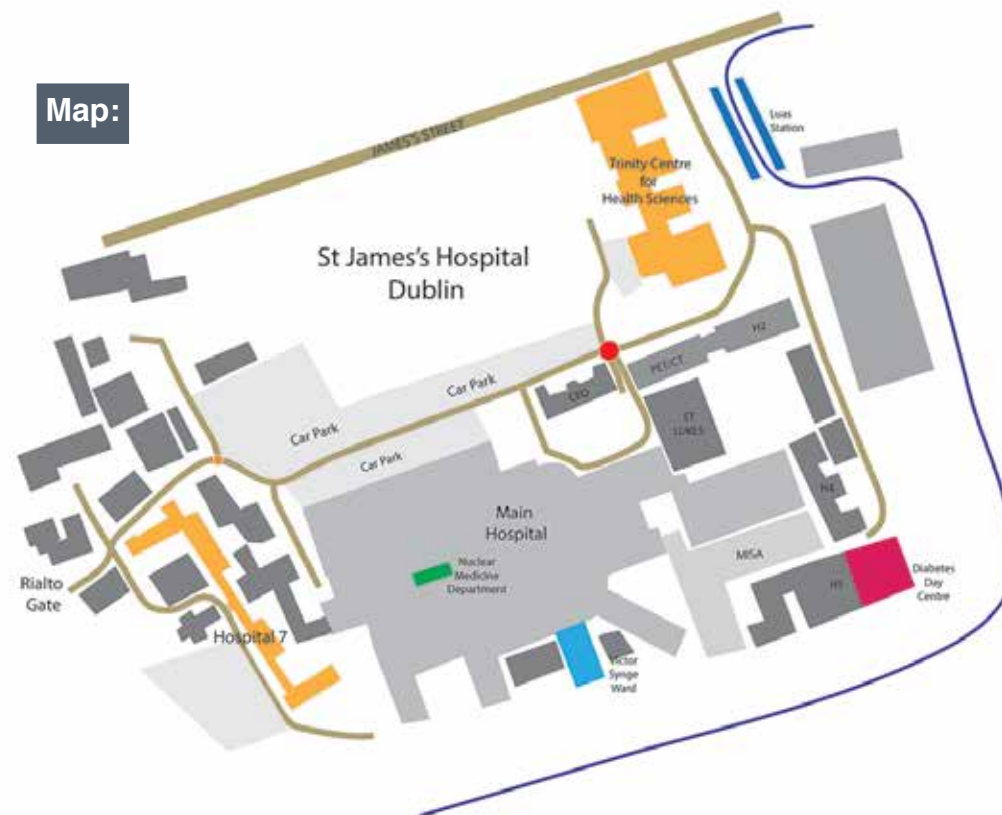 Map:
JAMES'S STREET
Luas
Station
Trinity Centre
for
Health Sciences
St James's Hospital
Dublin
H2
PET/CT
CEO
Car Park
Car Park
Car Park
ST
LUKES
H4
Main
Hospital
MISA
Nuclear
Medicine
Department
H5
Diabetes
Day
Centre
Rialto
Gate
Hospital 7
Victor
Synge
Ward